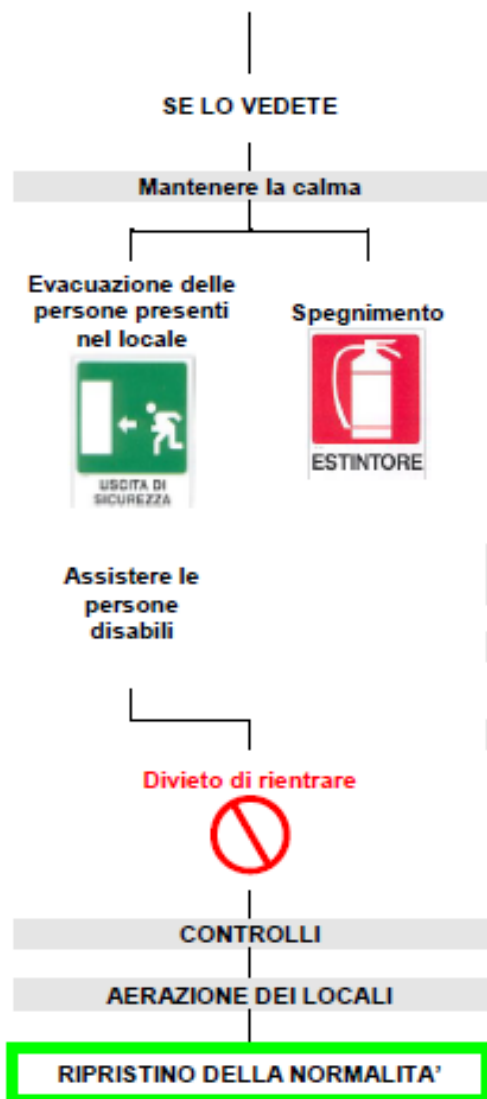 SE LO VEDETE
Mantenere la calma
Evacuazione delle
persone presenti
nel locale
Spegnimento
USCITA DI
SICUREZZA
ESTINTORE
Assistere le
persone
disabili
Divieto di rientrare
CONTROLLI
AERAZIONE DEI LOCALI
RIPRISTINO DELLA NORMALITA'